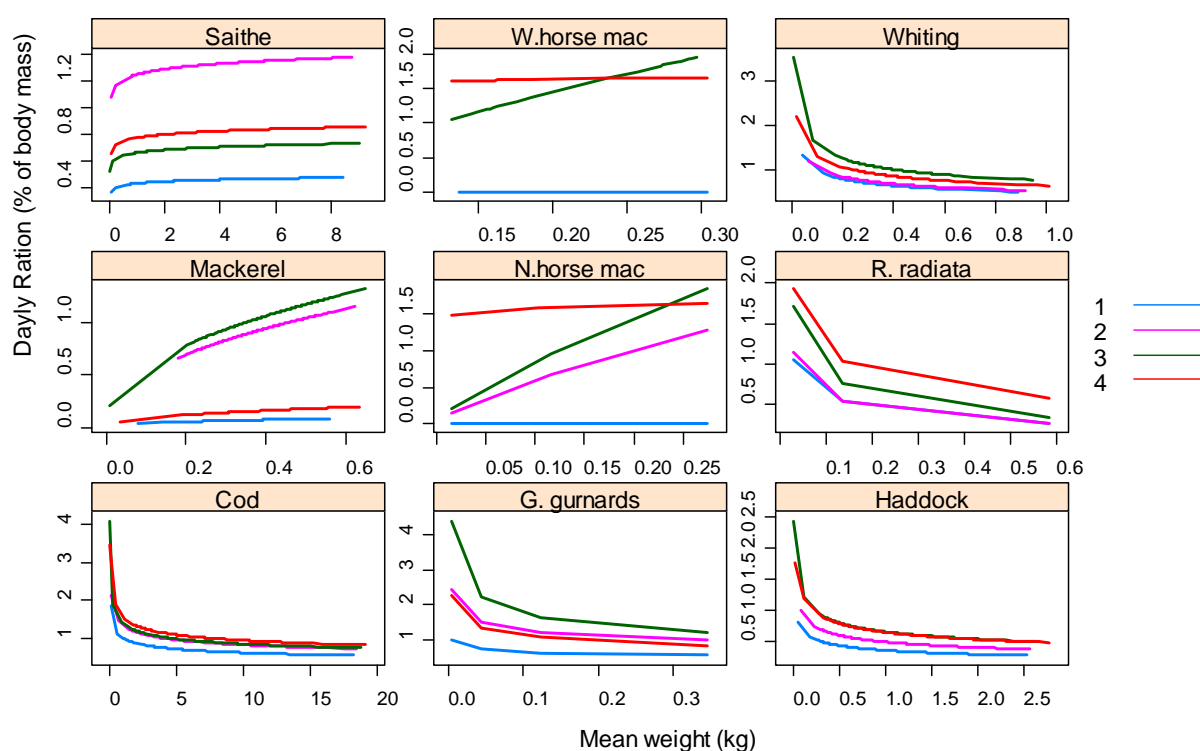 Dayly Ration (% of body mass)
Saithe
0.4 0.8 1.2
0 2 4 6 8
W.horse mac
0.0 0.5 1.0 1.5 2.0
0.15 0.20 0.25 0.30
Whiting
1 2 3
0.0 0.2 0.4 0.6 0.8 1.0
Mackerel
0.0 0.5 1.0
0.0 0.2 0.4 0.6
N.horse mac
0.0 0.5 1.0 1.5
0.05 0.10 0.15 0.20 0.25
R. radiata
0.5 1.0 1.5 2.0
0.1 0.2 0.3 0.4 0.5 0.6
1
2
3
4
Cod
1 2 3 4
0 5 10 15 20
G. gurnards
1 2 3 4
0.0 0.1 0.2 0.3
Haddock
0.5 1.0 1.5 2.0 2.5
0.0 0.5 1.0 1.5 2.0 2.5
Mean weight (kg)